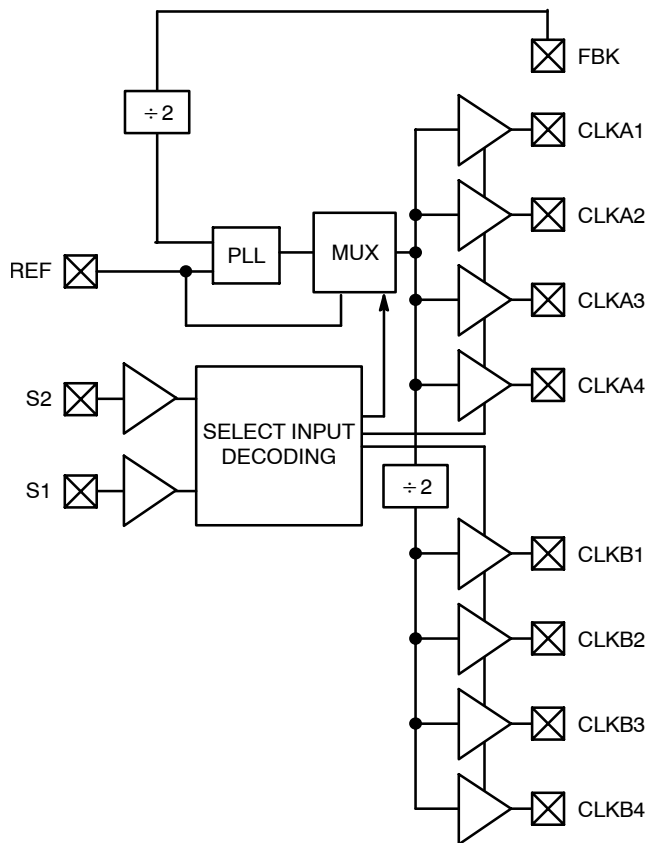 FBK
÷2
CLKA1
CLKA2
PLL
MUX
REF
CLKA3
CLKA4
S2
SELECT INPUT
DECODING
S1
÷2
CLKB1
CLKB2
CLKB3
CLKB4